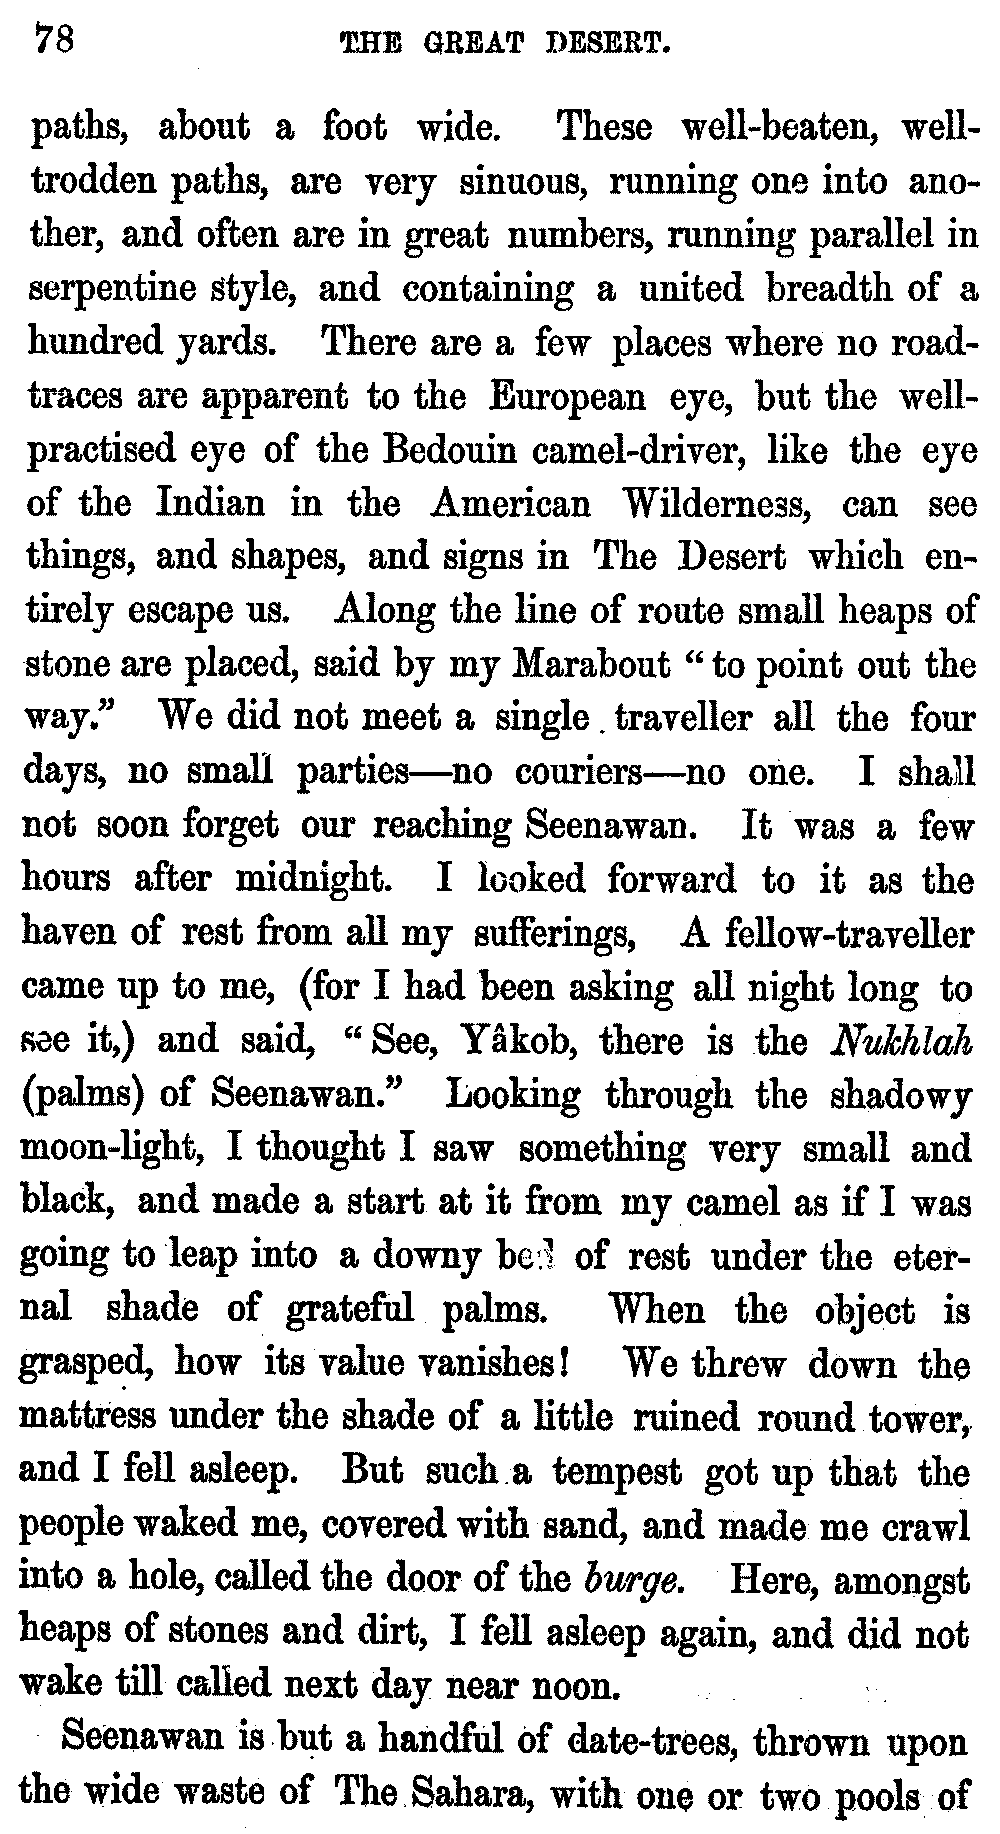 78 THE GREAT DESERT.
paths, about a foot wide. These well-beaten, well-
trodden paths, are very sinuous, running one into ano-
ther, and often are in great numbers, running parallel in
serpentine style, and containing a united breadth of a
hundred yards. There are a few places where no road-
traces are apparent to the European eye, but the well-
practised eye of the Bedouin camel-driver, like the eye
of the Indian in the American Wilderness, can see
things, and shapes, and signs in The Desert which en-
tirely escape us. Along the line of route small heaps of
stone are placed, said by my Marabout “ to point out the
way.” We did not meet a single traveller all the four
days, no small parties—no couriers—no one. I shall
not soon forget our reaching Seenawan. It was a few
hours after midnight. I looked forward to it as the
haven of rest from all my sufferings, A fellow-traveller
came up to me, (for I had been asking all night long to
see it,) and said, “ See, Yâkob, there is the Nukhlah
(palms) of Seenawan.” Looking through the shadowy
moon-light, I thought I saw something very small and
black, and made a start at it from my camel as if I was
going to leap into a downy bed of rest under the eter-
nal shade of grateful palms. When the object is
grasped, how its value vanishes! We threw down the
mattress under the shade of a little ruined round tower,
and I fell asleep. But such a tempest got up that the
people waked me, covered with sand, and made me crawl
into a hole, called the door of the burge. Here, amongst
heaps of stones and dirt, I fell asleep again, and did not
wake till called next day near noon.
Seenawan is but a handful of date-trees, thrown upon
the wide waste of The Sahara, with one or two pools of